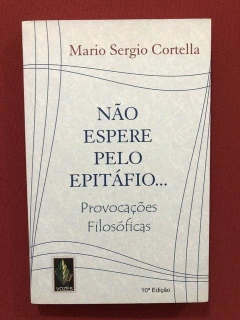 Mario Sergio Cortella
NÃO
ESPERE
PELO
EPITÁFIO...
Provocações
Filosóficas
VOZES
10ª Edição